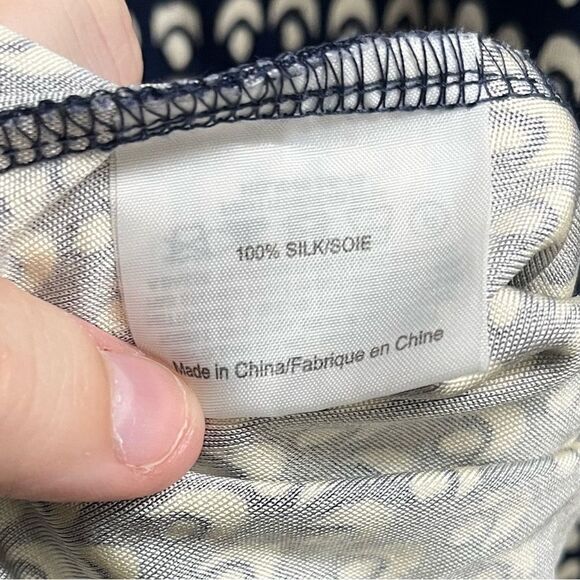 100% SILK/SOIE
Made in China/Fabrique en Chine